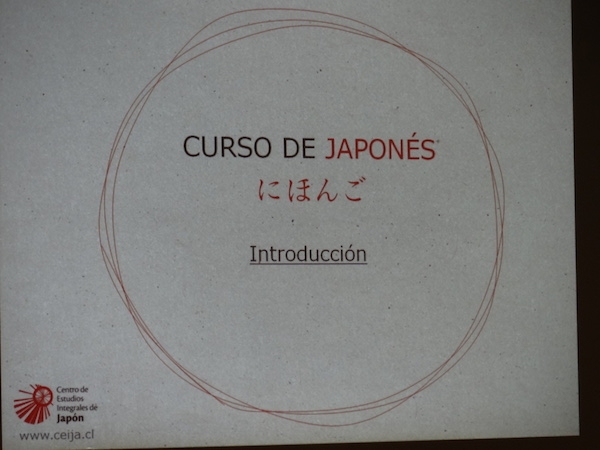 CURSO DE JAPONÉS
にほんご
Introducción
Centro de
Estudios
Integrales de
Japón
www.ceija.cl